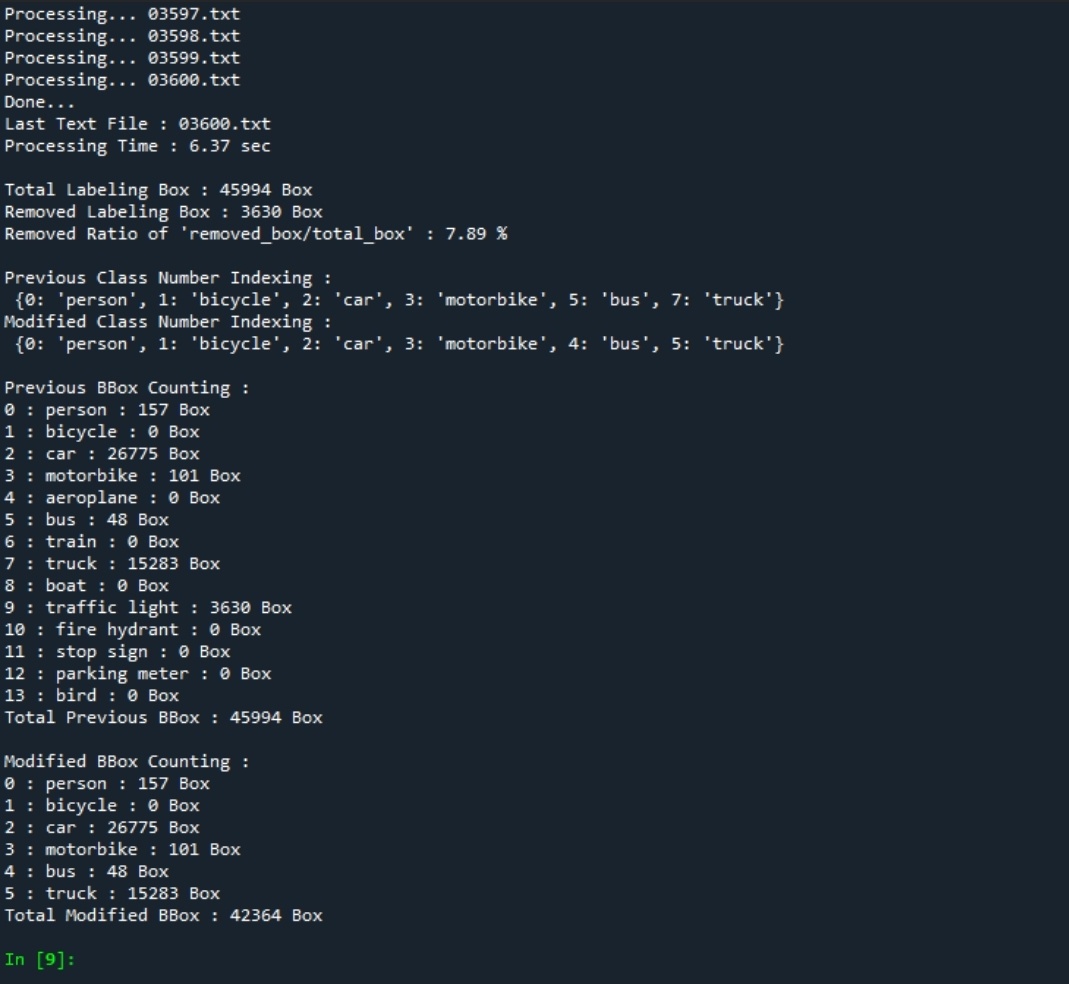 Processing... 03597.txt
Processing... 03598.txt
Processing... 03599.txt
Processing... 03600.txt
Done...
Last Text File : 03600.txt
Processing Time : 6.37 sec
Total Labeling Box : 45994 Box
Removed Labeling Box : 3630 Box
Removed Ratio of 'removed_box/total_box' : 7.89 %
Previous Class Number Indexing :
{0: 'person', 1: 'bicycle', 2: 'car', 3: 'motorbike', 5: 'bus', 7: 'truck'}
Modified Class Number Indexing :
{0: 'person', 1: 'bicycle', 2: 'car', 3: 'motorbike', 4: 'bus', 5: 'truck'}
Previous BBox Counting :
0 : person : 157 Box
1 : bicycle : 0 Box
2 : car : 26775 Box
3 : motorbike : 101 Box
4 : aeroplane : 0 Box
5 : bus : 48 Box
6 : train : 0 Box
7 : truck : 15283 Box
8 : boat : 0 Box
9 : traffic light : 3630 Box
10 : fire hydrant : 0 Box
11 : stop sign : 0 Box
12 : parking meter : 0 Box
13 : bird : 0 Box
Total Previous BBox : 45994 Box
Modified BBox Counting :
0 : person : 157 Box
1 : bicycle : 0 Box
2 : car : 26775 Box
3 : motorbike : 101 Box
4 : bus : 48 Box
5 : truck : 15283 Box
Total Modified BBox : 42364 Box
In [9]: